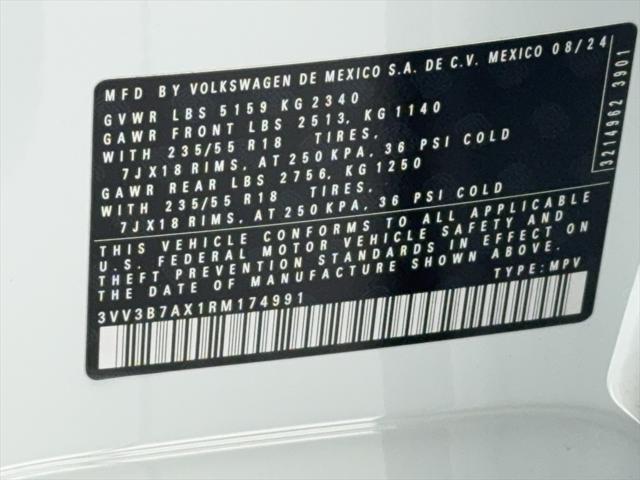 MFD BY VOLKSWAGEN DE MEXICO S.A. DE C.V. MEXICO 08/24
GVWR LBS 5159 KG 2340
GAWR FRONT LBS 2513, KG 1140
WITH 235/55 R18 TIRES,
7JX18 RIMS, AT 250 KPA, 36 PSI COLD
GAWR REAR LBS 2756, KG 1250
WITH 235/55 R18 TIRES,
7JX18 RIMS, AT 250 KPA, 36 PSI COLD
THIS VEHICLE CONFORMS TO ALL APPLICABLE
U.S. FEDERAL MOTOR VEHICLE SAFETY AND
THEFT PREVENTION STANDARDS IN EFFECT ON
THE DATE OF MANUFACTURE SHOWN ABOVE.
3VV3B7AX1RM174991 TYPE: MPV
3214962 3901